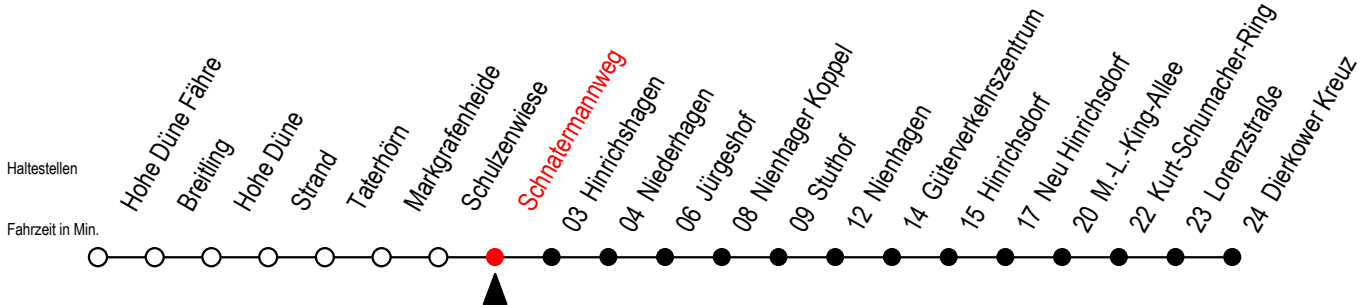 Haltestellen
Fahrzeit in Min.
Hohe Düne Fähre
Breitling
Hohe Düne
Strand
Taterhörn
Markgrafenheide
Schulzenwiese
Schnatermannweg
03 Hinrichshagen
04 Niederhagen
06 Jürgeshof
08 Nienhager Koppel
09 Stuthof
12 Nienhagen
14 Güterverkehrszentrum
15 Hinrichsdorf
17 Neu Hinrichsdorf
20 M.-L.-King-Allee
22 Kurt-Schumacher-Ring
23 Lorenzstraße
24 Dierkower Kreuz